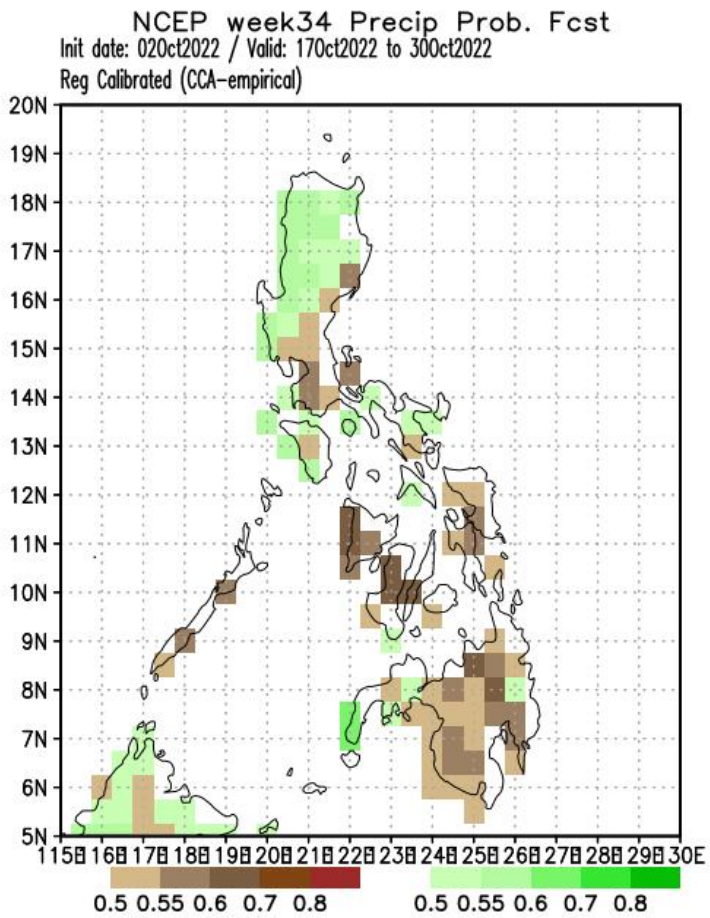 NCEP week34 Precip Prob. Fcst
Init date: 02Oct2022 / Valid: 17Oct2022 to 30Oct2022
Reg Calibrated (CCA-empirical)
20N
19N
18N
17N
16N
15N
14N
13N
12N
11N
10N
9N
8N
7N
6N
5N
115E 116E 117E 118E 119E 120E 121E 122E 123E 124E 125E 126E 127E 128E 129E 130E
0.5 0.55 0.6 0.7 0.8 0.5 0.55 0.6 0.7 0.8